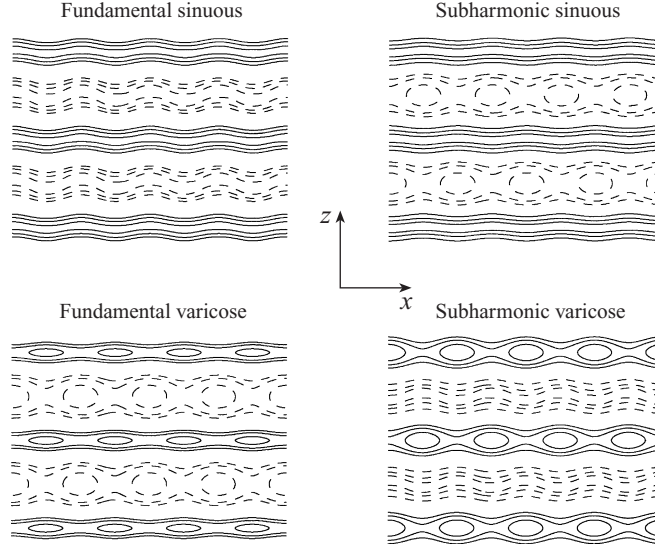 Fundamental sinuous
Subharmonic sinuous
z
x
Fundamental varicose
Subharmonic varicose